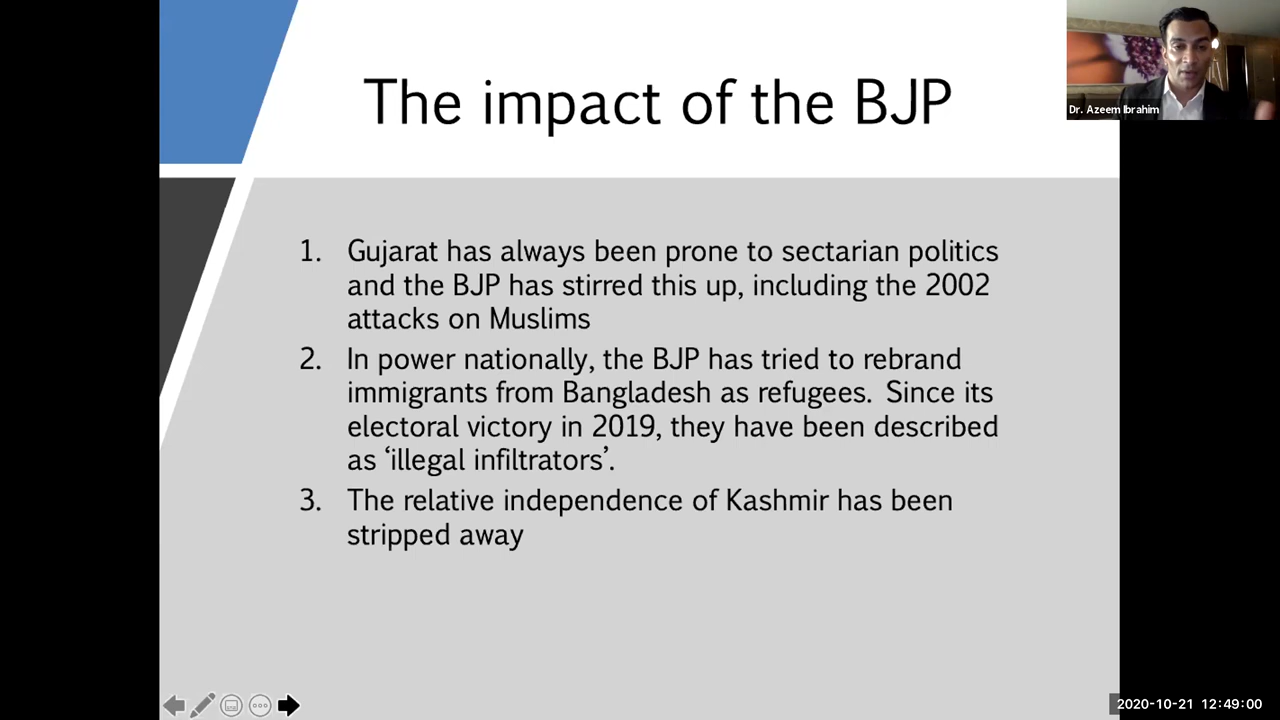 The impact of the BJP
Dr. Azeem Ibrahim
1. Gujarat has always been prone to sectarian politics
and the BJP has stirred this up, including the 2002
attacks on Muslims
2. In power nationally, the BJP has tried to rebrand
immigrants from Bangladesh as refugees. Since its
electoral victory in 2019, they have been described
as ‘illegal infiltrators’.
3. The relative independence of Kashmir has been
stripped away
2020-10-21 12:49:00